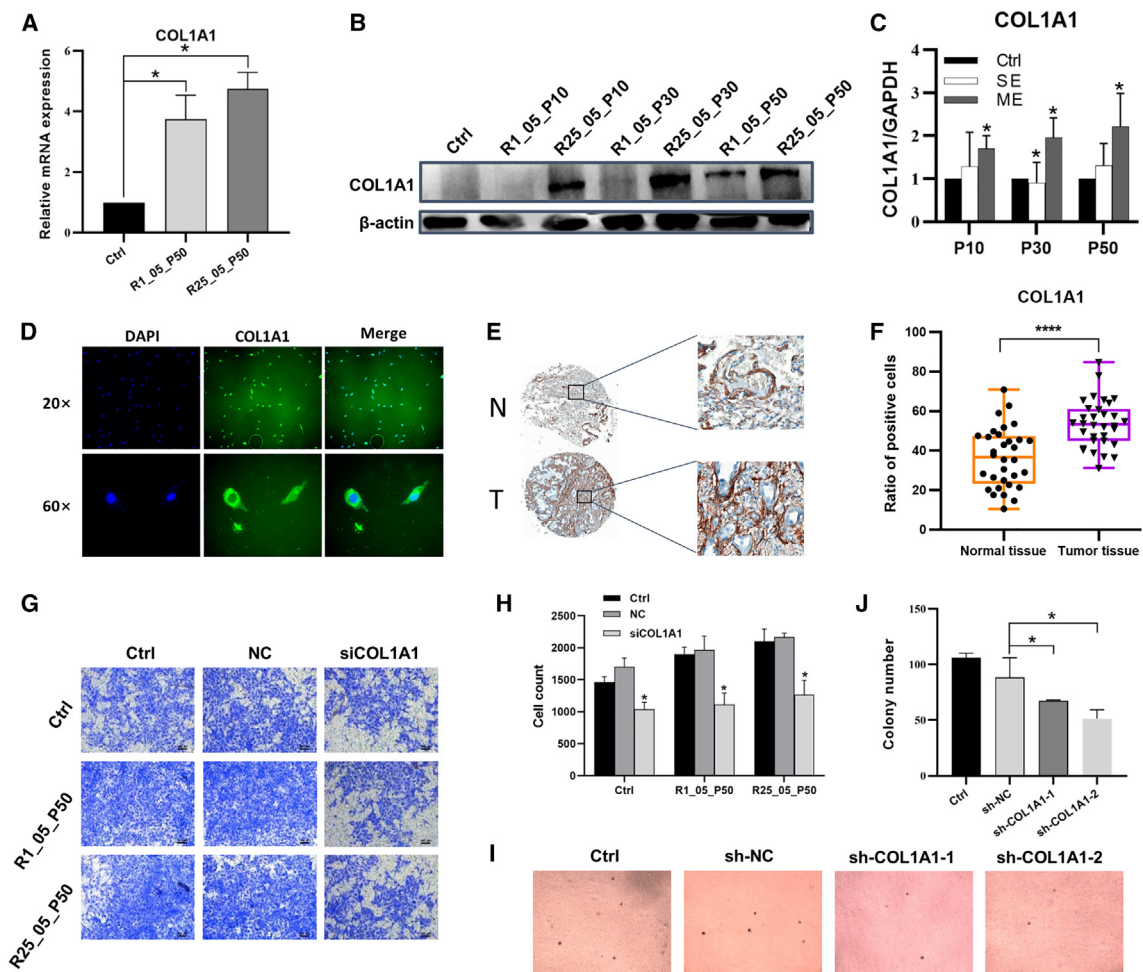 A
COL1A1
Relative mRNA expression
6
4
2
0
*
*
Ctrl
R1_05_P50
R25_05_P50
B
Ctrl
R1_05_P10
R25_05_P10
R1_05_P30
R25_05_P30
R1_05_P50
R25_05_P50
COL1A1
β-actin
C
COL1A1
COL1A1/GAPDH
4
3
2
1
0
Ctrl
SE
ME
*
*
*
*
P10
P30
P50
D
DAPI
COL1A1
Merge
20×
60×
E
N
T
F
COL1A1
Ratio of positive cells
100
80
60
40
20
0
****
Normal tissue
Tumor tissue
G
Ctrl
NC
siCOL1A1
Ctrl
R1_05_P50
R25_05_P50
H
Ctrl
NC
siCOL1A1
Cell count
2500
2000
1500
1000
500
0
*
*
*
Ctrl
R1_05_P50
R25_05_P50
J
Colony number
150
100
50
0
*
*
Ctrl
sh-NC
sh-COL1A1-1
sh-COL1A1-2
I
Ctrl
sh-NC
sh-COL1A1-1
sh-COL1A1-2